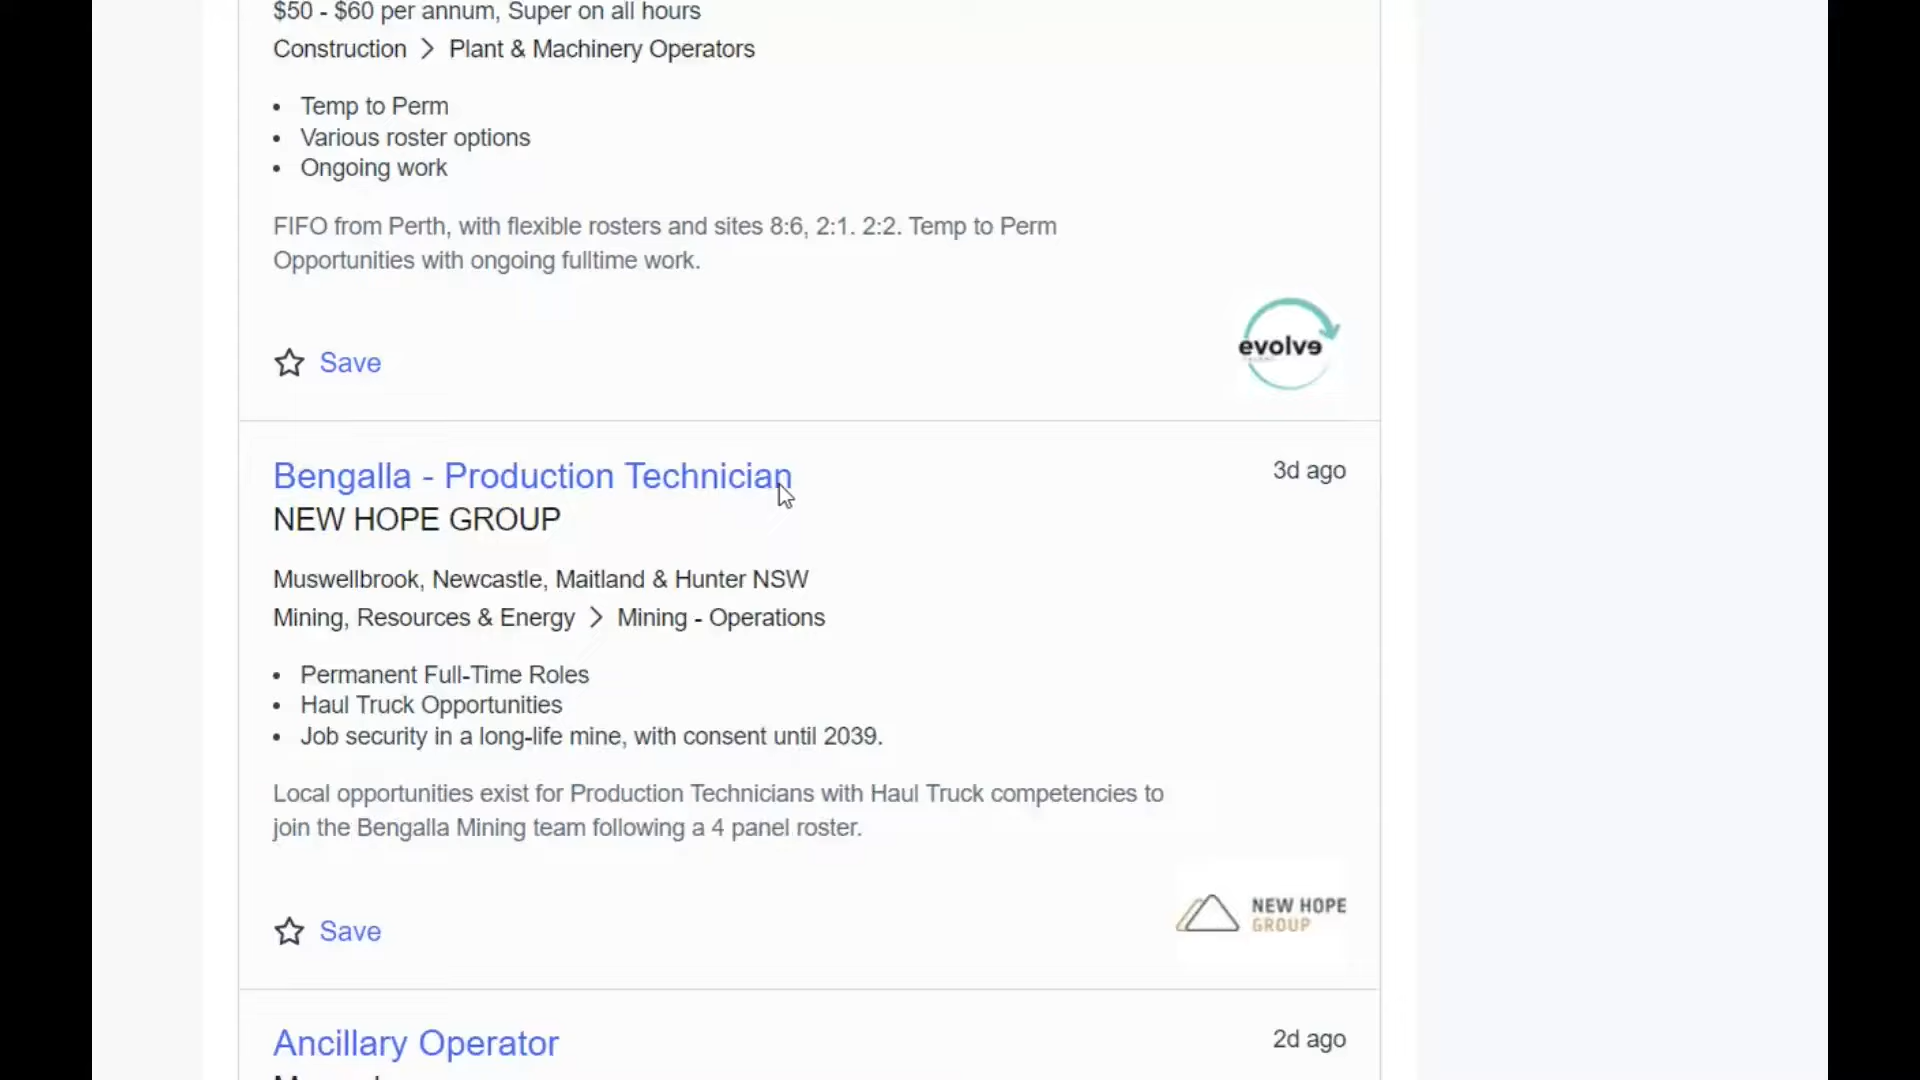 $50 - $60 per annum, Super on all hours
Construction > Plant & Machinery Operators
• Temp to Perm
• Various roster options
• Ongoing work
FIFO from Perth, with flexible rosters and sites 8:6, 2:1. 2:2. Temp to Perm
Opportunities with ongoing fulltime work.
evolve
Save
Bengalla - Production Technician
3d ago
NEW HOPE GROUP
Muswellbrook, Newcastle, Maitland & Hunter NSW
Mining, Resources & Energy > Mining - Operations
• Permanent Full-Time Roles
• Haul Truck Opportunities
• Job security in a long-life mine, with consent until 2039.
Local opportunities exist for Production Technicians with Haul Truck competencies to
join the Bengalla Mining team following a 4 panel roster.
NEW HOPE
GROUP
Save
Ancillary Operator
2d ago